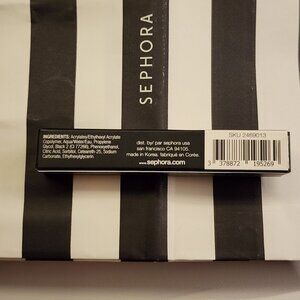 SEPHORA
INGREDIENTS: Acrylates/Ethylhexyl Acrylate
Copolymer, Aqua/Water/Eau, Propylene
Glycol, Black 2 (CI 77266), Phenoxyethanol,
Citric Acid, Sorbitol, Ceteareth-25, Sodium
Carbonate, Ethylhexylglycerin
dist. by/ par sephora usa
san francisco CA 94105.
made in Korea. fabriqué en Corée.
www.sephora.com
SKU 2469013
3 378872 195269